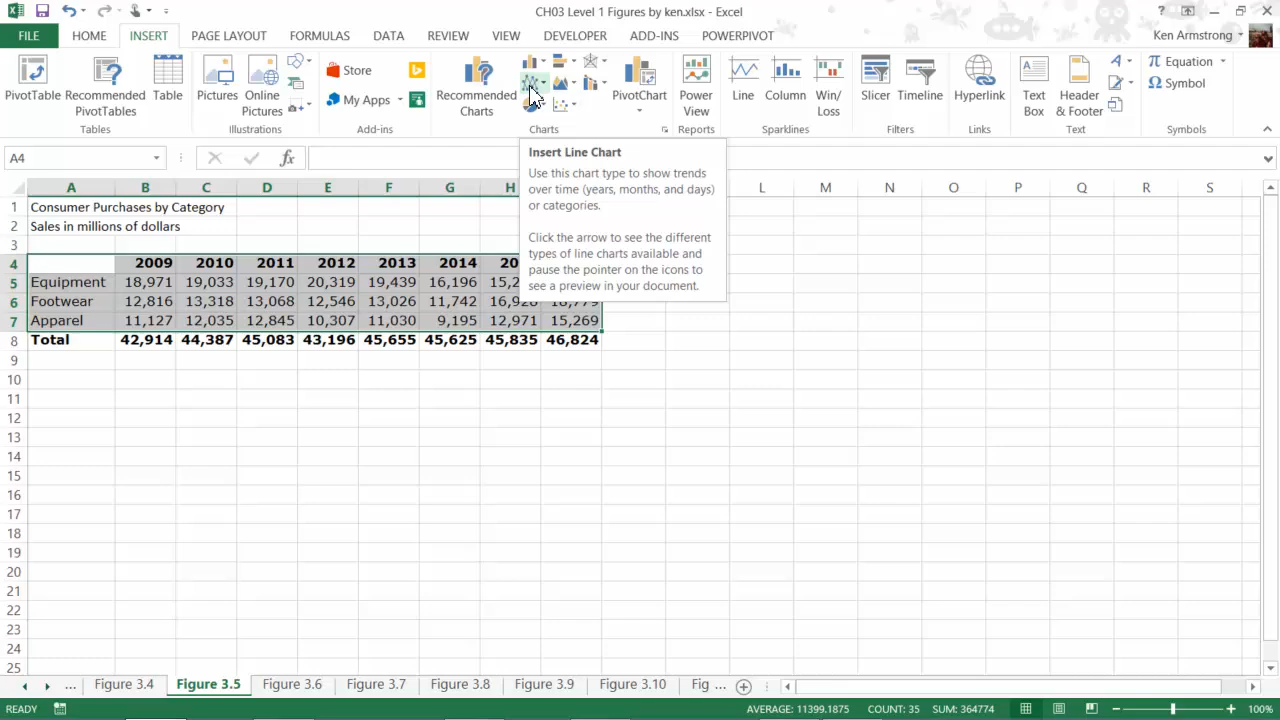 CH03 Level 1 Figures by ken.xlsx - Excel
FILE HOME INSERT PAGE LAYOUT FORMULAS DATA REVIEW VIEW DEVELOPER ADD-INS POWERPIVOT Ken Armstrong
PivotTable Recommended PivotTables Table Pictures Online Pictures Store My Apps Recommended Charts PivotChart Power View Line Column Win/ Loss Slicer Timeline Hyperlink Text Box Header & Footer Equation Symbol
Tables Illustrations Add-ins Charts Reports Sparklines Filters Links Text Symbols
A4 fx
Insert Line Chart
Use this chart type to show trends
over time (years, months, and days)
or categories.
Click the arrow to see the different
types of line charts available and
pause the pointer on the icons to
see a preview in your document.
A B C D E F G H L M N O P Q R S
1 Consumer Purchases by Category
2 Sales in millions of dollars
3
4 2009 2010 2011 2012 2013 2014
5 Equipment 18,971 19,033 19,170 20,319 19,439 16,196
6 Footwear 12,816 13,318 13,068 12,546 13,026 11,742
7 Apparel 11,127 12,035 12,845 10,307 11,030 9,195 12,971 15,269
8 Total 42,914 44,387 45,083 43,196 45,655 45,625 45,835 46,824
9
10
11
12
13
14
15
16
17
18
19
20
21
22
23
24
25
... Figure 3.4 Figure 3.5 Figure 3.6 Figure 3.7 Figure 3.8 Figure 3.9 Figure 3.10 Fig ...
READY AVERAGE: 11399.1875 COUNT: 35 SUM: 364774 100%